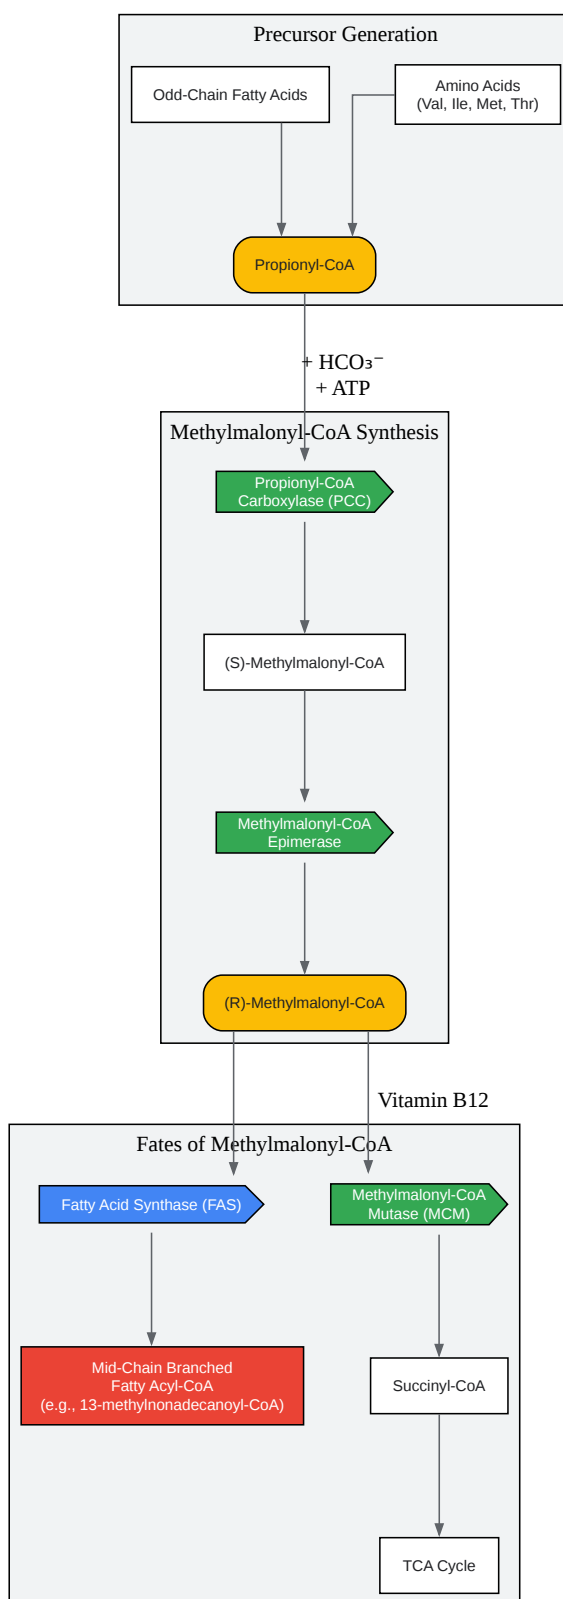 Precursor Generation
Odd-Chain Fatty Acids
Amino Acids
(Val, Ile, Met, Thr)
Propionyl-CoA
+ HCO₃⁻
+ ATP
Methylmalonyl-CoA Synthesis
Propionyl-CoA
Carboxylase (PCC)
(S)-Methylmalonyl-CoA
Methylmalonyl-CoA
Epimerase
(R)-Methylmalonyl-CoA
Vitamin B12
Fates of Methylmalonyl-CoA
Fatty Acid Synthase (FAS)
Methylmalonyl-CoA
Mutase (MCM)
Mid-Chain Branched
Fatty Acyl-CoA
(e.g., 13-methylnonadecanoyl-CoA)
Succinyl-CoA
TCA Cycle